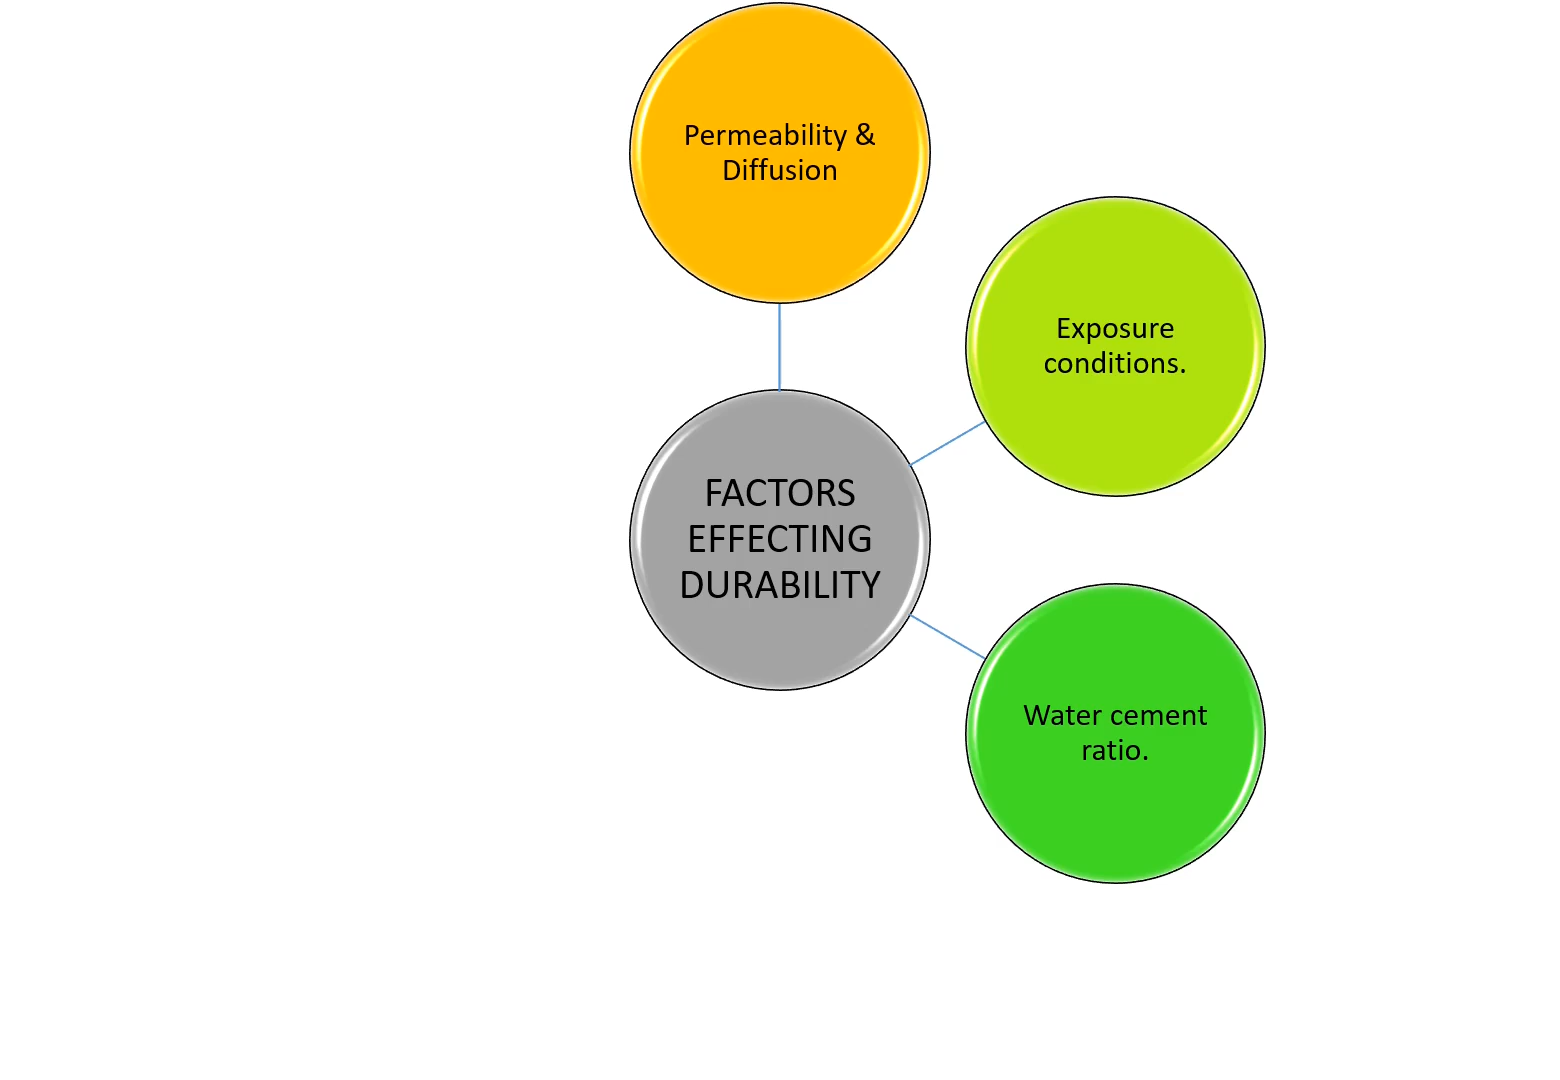 Permeability &
Diffusion
Exposure
conditions.
FACTORS
EFFECTING
DURABILITY
Water cement
ratio.